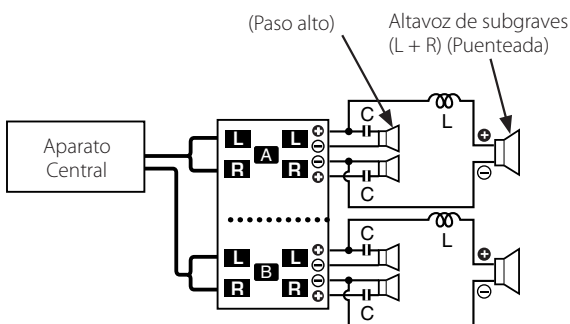 (Paso alto)
Altavoz de subgraves
(L + R) (Puenteada)
Aparato
Central
L L ⊕ C L ⊕
A ⊖
R R ⊖ ⊖
⊕ C
L L ⊕ C L ⊕
B ⊖
R R ⊖ ⊖
⊕ C